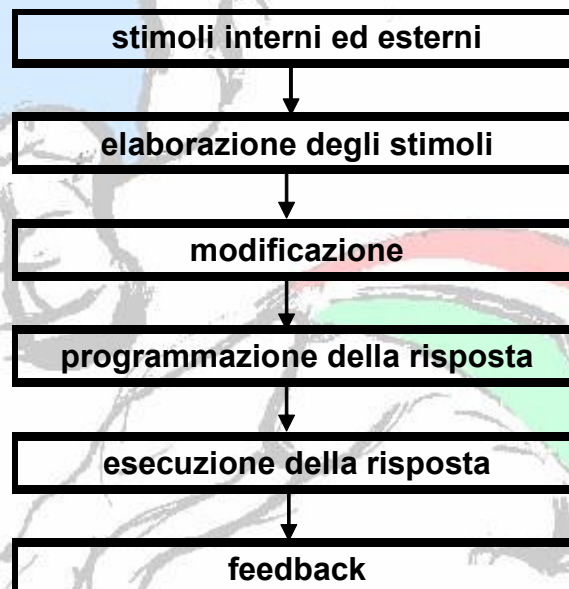 stimoli interni ed esterni
elaborazione degli stimoli
modificazione
programmazione della risposta
esecuzione della risposta
feedback